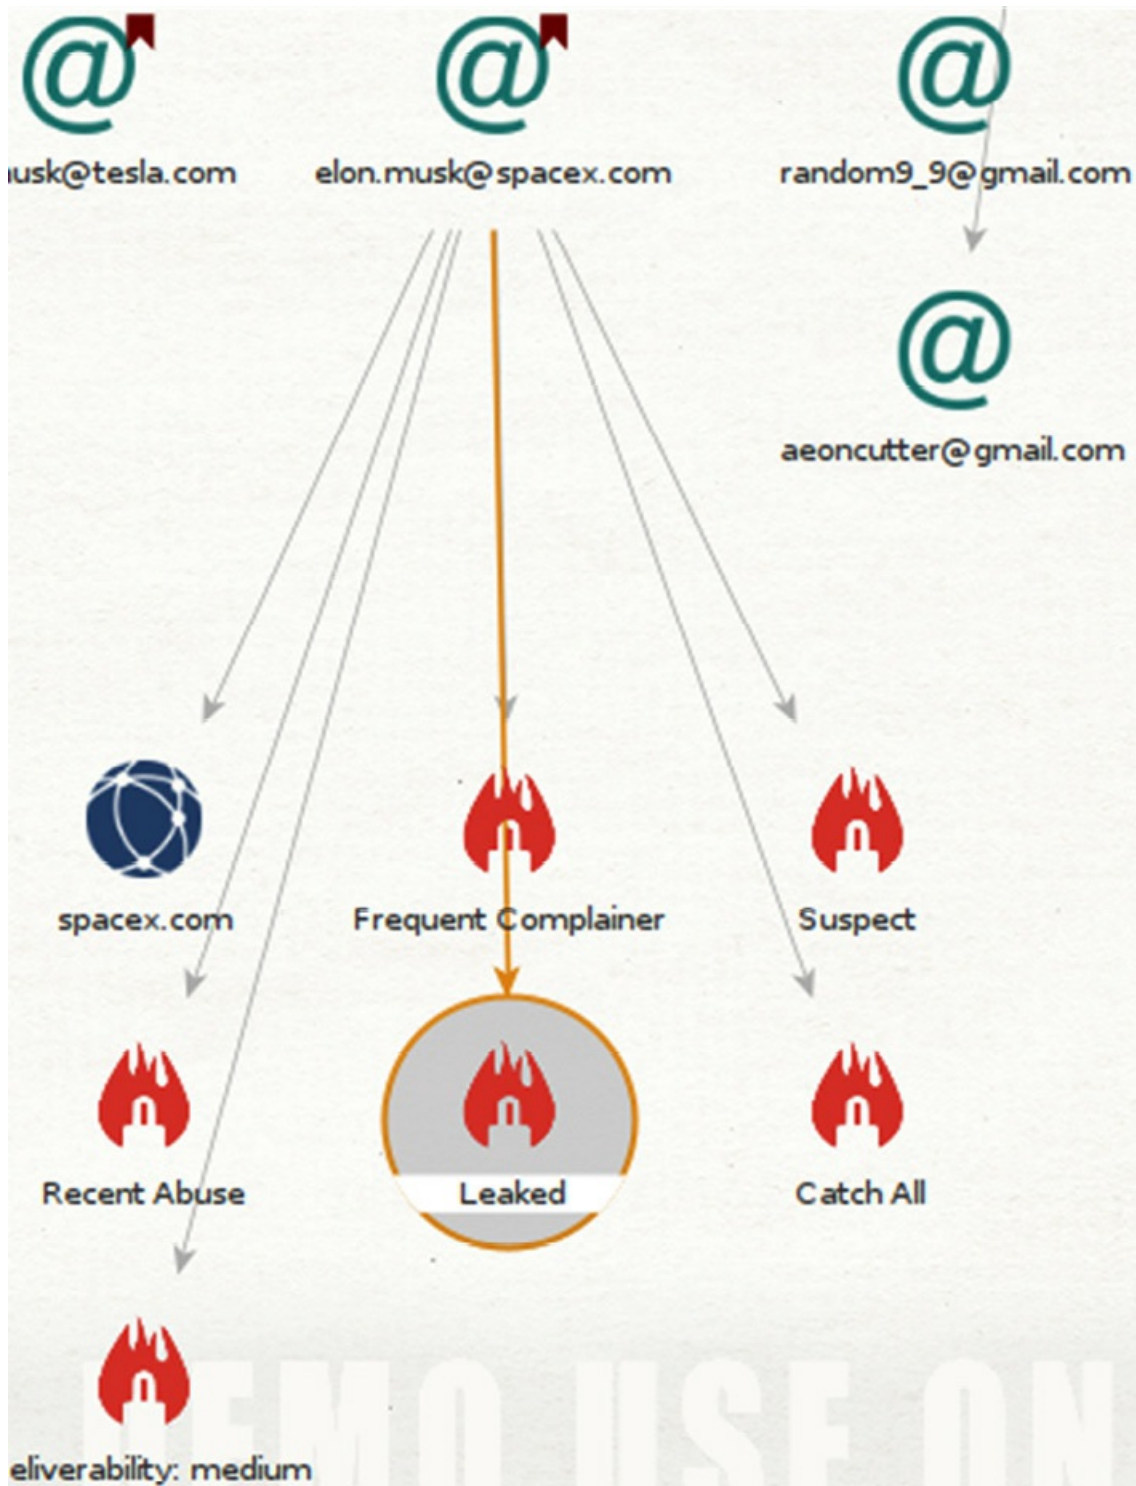 usk@tesla.com
elon.musk@spacex.com
random9_9@gmail.com
aeoncutter@gmail.com
spacex.com
Frequent Complainer
Suspect
Recent Abuse
Leaked
Catch All
eliverability: medium
DEMO USE ON